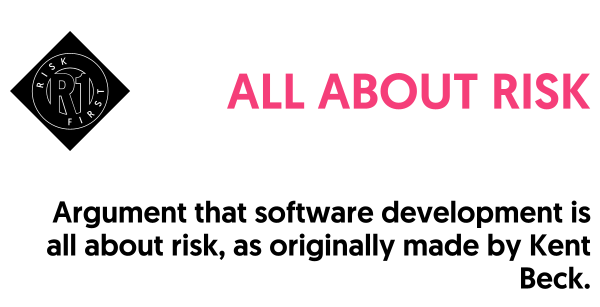 RISK
R1
FIRST
ALL ABOUT RISK
Argument that software development is
all about risk, as originally made by Kent
Beck.